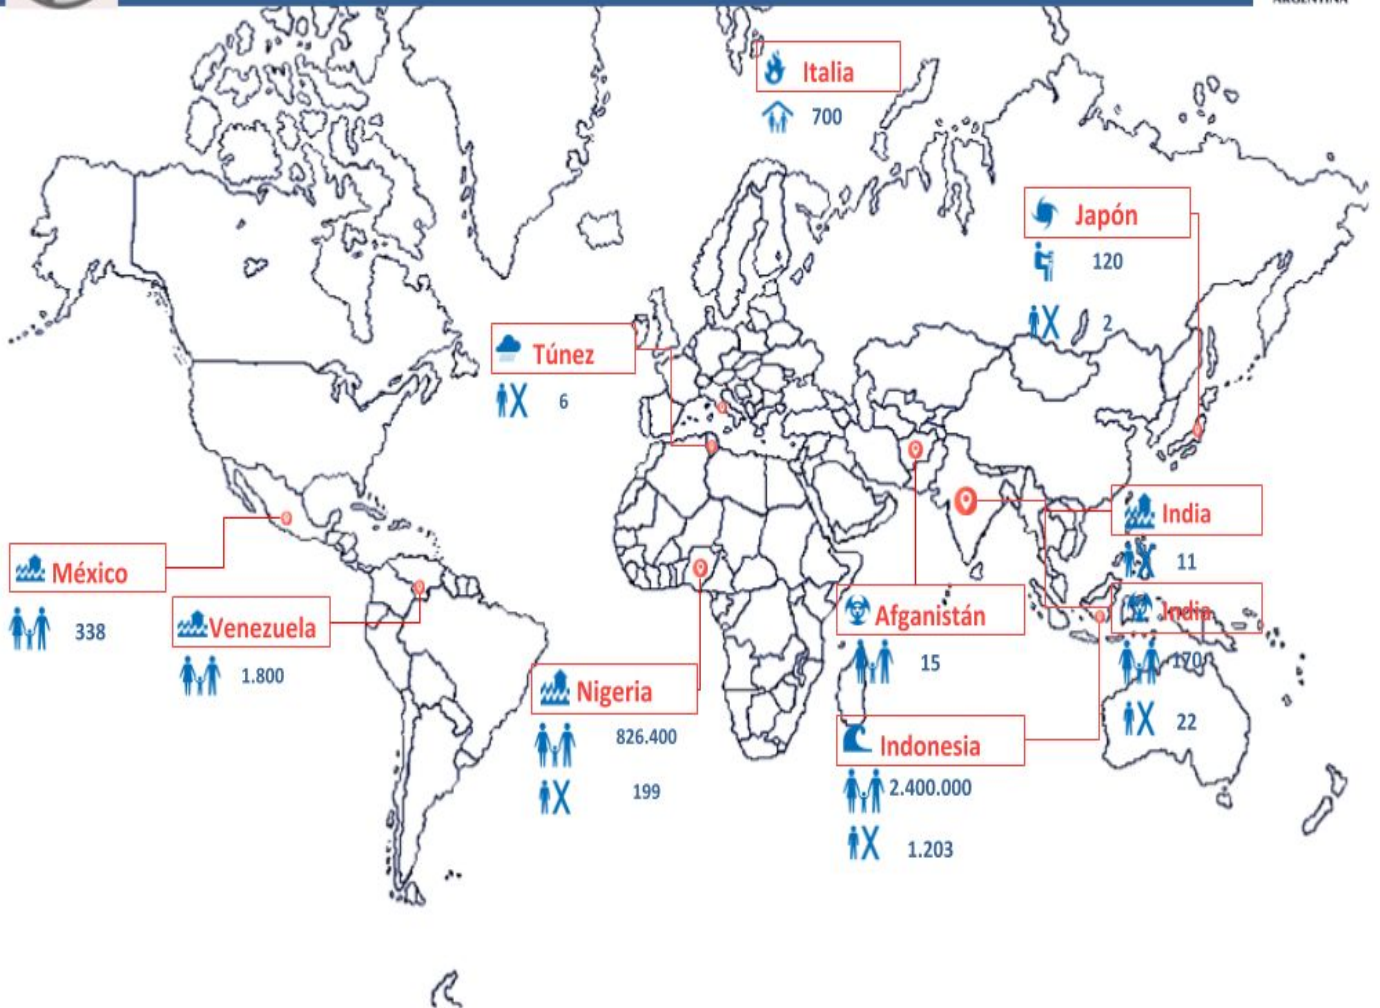 ARGENTINA
Italia
700
Japón
120
2
Túnez
6
India
11
India
170
22
México
338
Venezuela
1.800
Afganistán
15
Nigeria
826.400
199
Indonesia
2.400.000
1.203